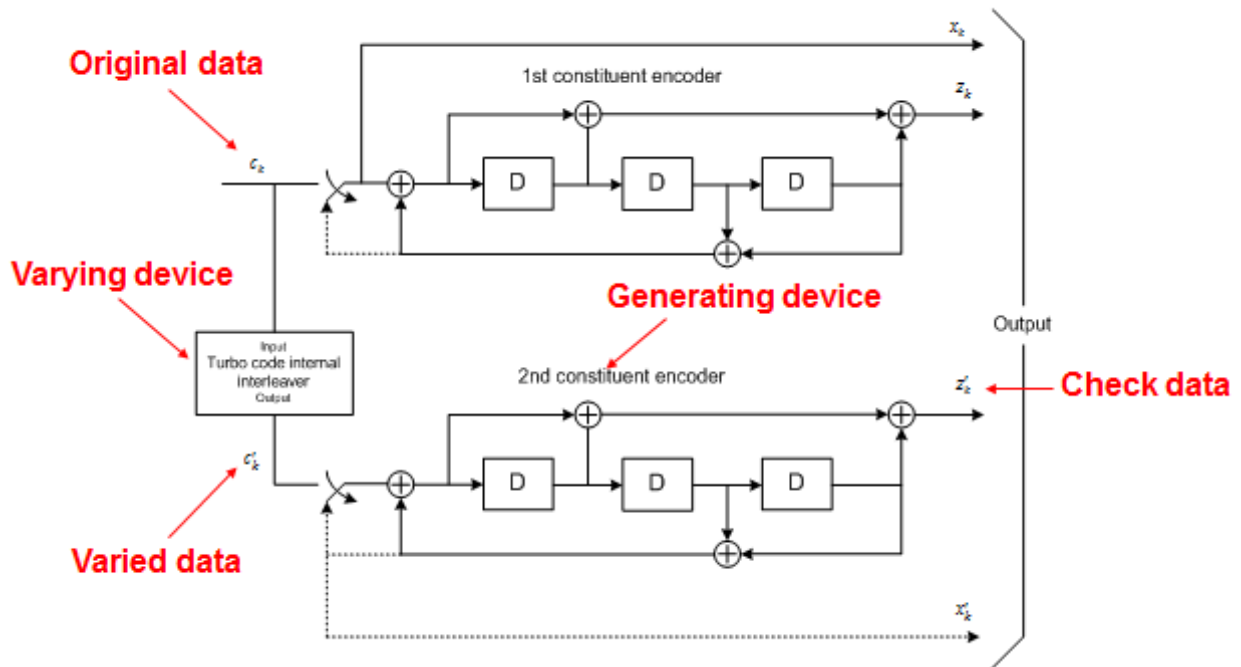 x_k
Original data
1st constituent encoder
z_k
c_k
D
D
D
Varying device
Generating device
Output
Input
Turbo code internal
interleaver
Output
2nd constituent encoder
z'_k
Check data
c'_k
D
D
D
Varied data
x'_k